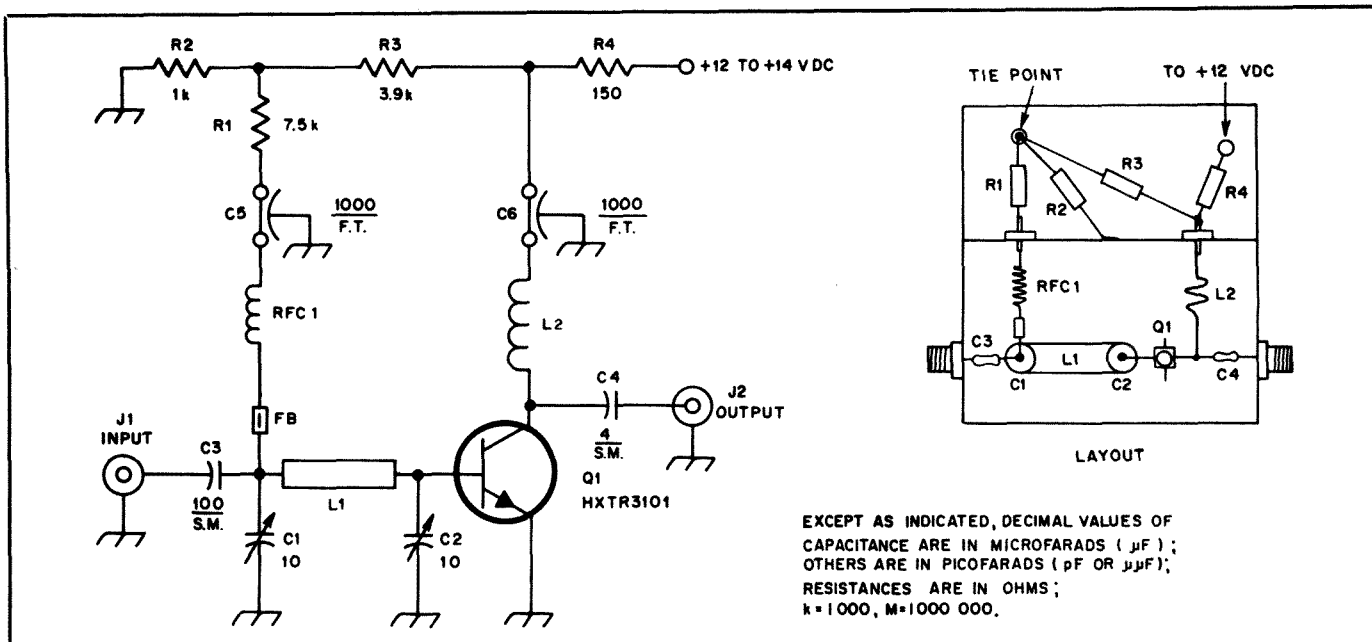 R2
1k
R3
3.9k
R4
150
+12 TO +14 VDC
R1
7.5k
C5
1000
F.T.
C6
1000
F.T.
RFC1
L2
FB
J1
INPUT
C3
100
S.M.
L1
C1
10
C2
10
C4
4
S.M.
J2
OUTPUT
Q1
HXTR3101
TIE POINT
TO +12 VDC
R1
R2
R3
R4
RFC1
L2
C3
L1
Q1
C1
C2
C4
LAYOUT
EXCEPT AS INDICATED, DECIMAL VALUES OF
CAPACITANCE ARE IN MICROFARADS ( µF ) ;
OTHERS ARE IN PICOFARADS ( pF OR µµF);
RESISTANCES ARE IN OHMS ;
k=1000, M=1000 000.